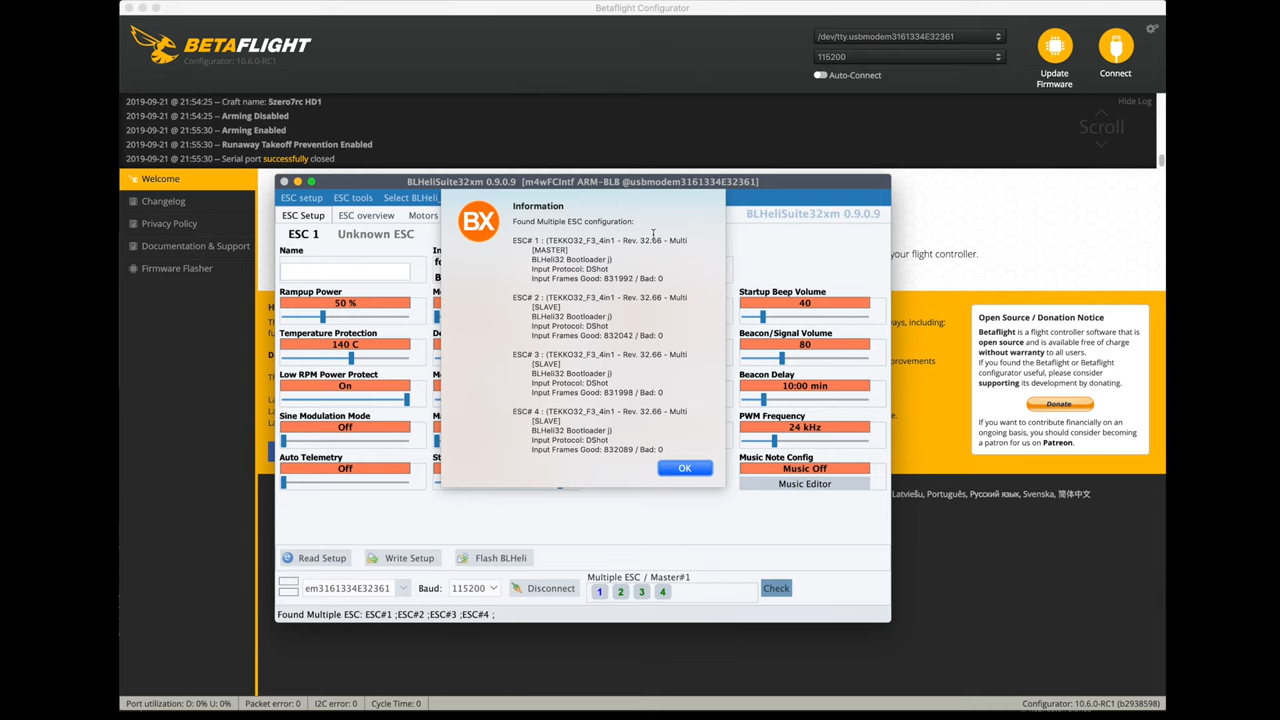 Betaflight Configurator
BETAFLIGHT
Configurator: 10.6.0-RC1
/dev/tty.usbmodem3161334E32361
115200
Auto-Connect
Update
Firmware
Connect
2019-09-21 @ 21:54:25 -- Craft name: 5zero7rc HD1
2019-09-21 @ 21:54:25 -- Arming Disabled
2019-09-21 @ 21:55:30 -- Arming Enabled
2019-09-21 @ 21:55:30 -- Runaway Takeoff Prevention Enabled
2019-09-21 @ 21:55:30 -- Serial port successfully closed
Hide Log
Scroll
Welcome
Changelog
Privacy Policy
Documentation & Support
Firmware Flasher
BLHeliSuite32xm 0.9.0.9 [m4wFCIntf ARM-BLB @usbmodem3161334E32361]
ESC setup
ESC tools
Select BLHeli_
ESC Setup
ESC overview
Motors
BLHeliSuite32xm 0.9.0.9
ESC 1
Unknown ESC
Name
Rampup Power
50 %
Temperature Protection
140 C
Low RPM Power Protect
On
Sine Modulation Mode
Off
Auto Telemetry
Off
Information
Found Multiple ESC configuration:
ESC# 1 : (TEKKO32_F3_4in1 - Rev. 32.66 - Multi
[MASTER]
BLHeli32 Bootloader j)
Input Protocol: DShot
Input Frames Good: 831992 / Bad: 0
ESC# 2 : (TEKKO32_F3_4in1 - Rev. 32.66 - Multi
[SLAVE]
BLHeli32 Bootloader j)
Input Protocol: DShot
Input Frames Good: 832042 / Bad: 0
ESC# 3 : (TEKKO32_F3_4in1 - Rev. 32.66 - Multi
[SLAVE]
BLHeli32 Bootloader j)
Input Protocol: DShot
Input Frames Good: 831998 / Bad: 0
ESC# 4 : (TEKKO32_F3_4in1 - Rev. 32.66 - Multi
[SLAVE]
BLHeli32 Bootloader j)
Input Protocol: DShot
Input Frames Good: 832089 / Bad: 0
OK
Startup Beep Volume
40
Beacon/Signal Volume
80
Beacon Delay
10:00 min
PWM Frequency
24 kHz
Music Note Config
Music Off
Music Editor
Read Setup
Write Setup
Flash BLHeli
em3161334E32361
Baud:
115200
Disconnect
Multiple ESC / Master#1
1 2 3 4
Check
Found Multiple ESC: ESC#1 ;ESC#2 ;ESC#3 ;ESC#4 ;
your flight controller.
ways, including:
provements
Open Source / Donation Notice
Betaflight is a flight controller software that is
open source and is available free of charge
without warranty to all users.
If you found the Betaflight or Betaflight
configurator useful, please consider
supporting its development by donating.
Donate
If you want to contribute financially on an
ongoing basis, you should consider becoming
a patron for us on Patreon.
Latviešu, Português, Русский язык, Svenska, 简体中文
Port utilization: D: 0% U: 0%
Packet error: 0
I2C error: 0
Cycle Time: 0
Configurator: 10.6.0-RC1 (b2938598)